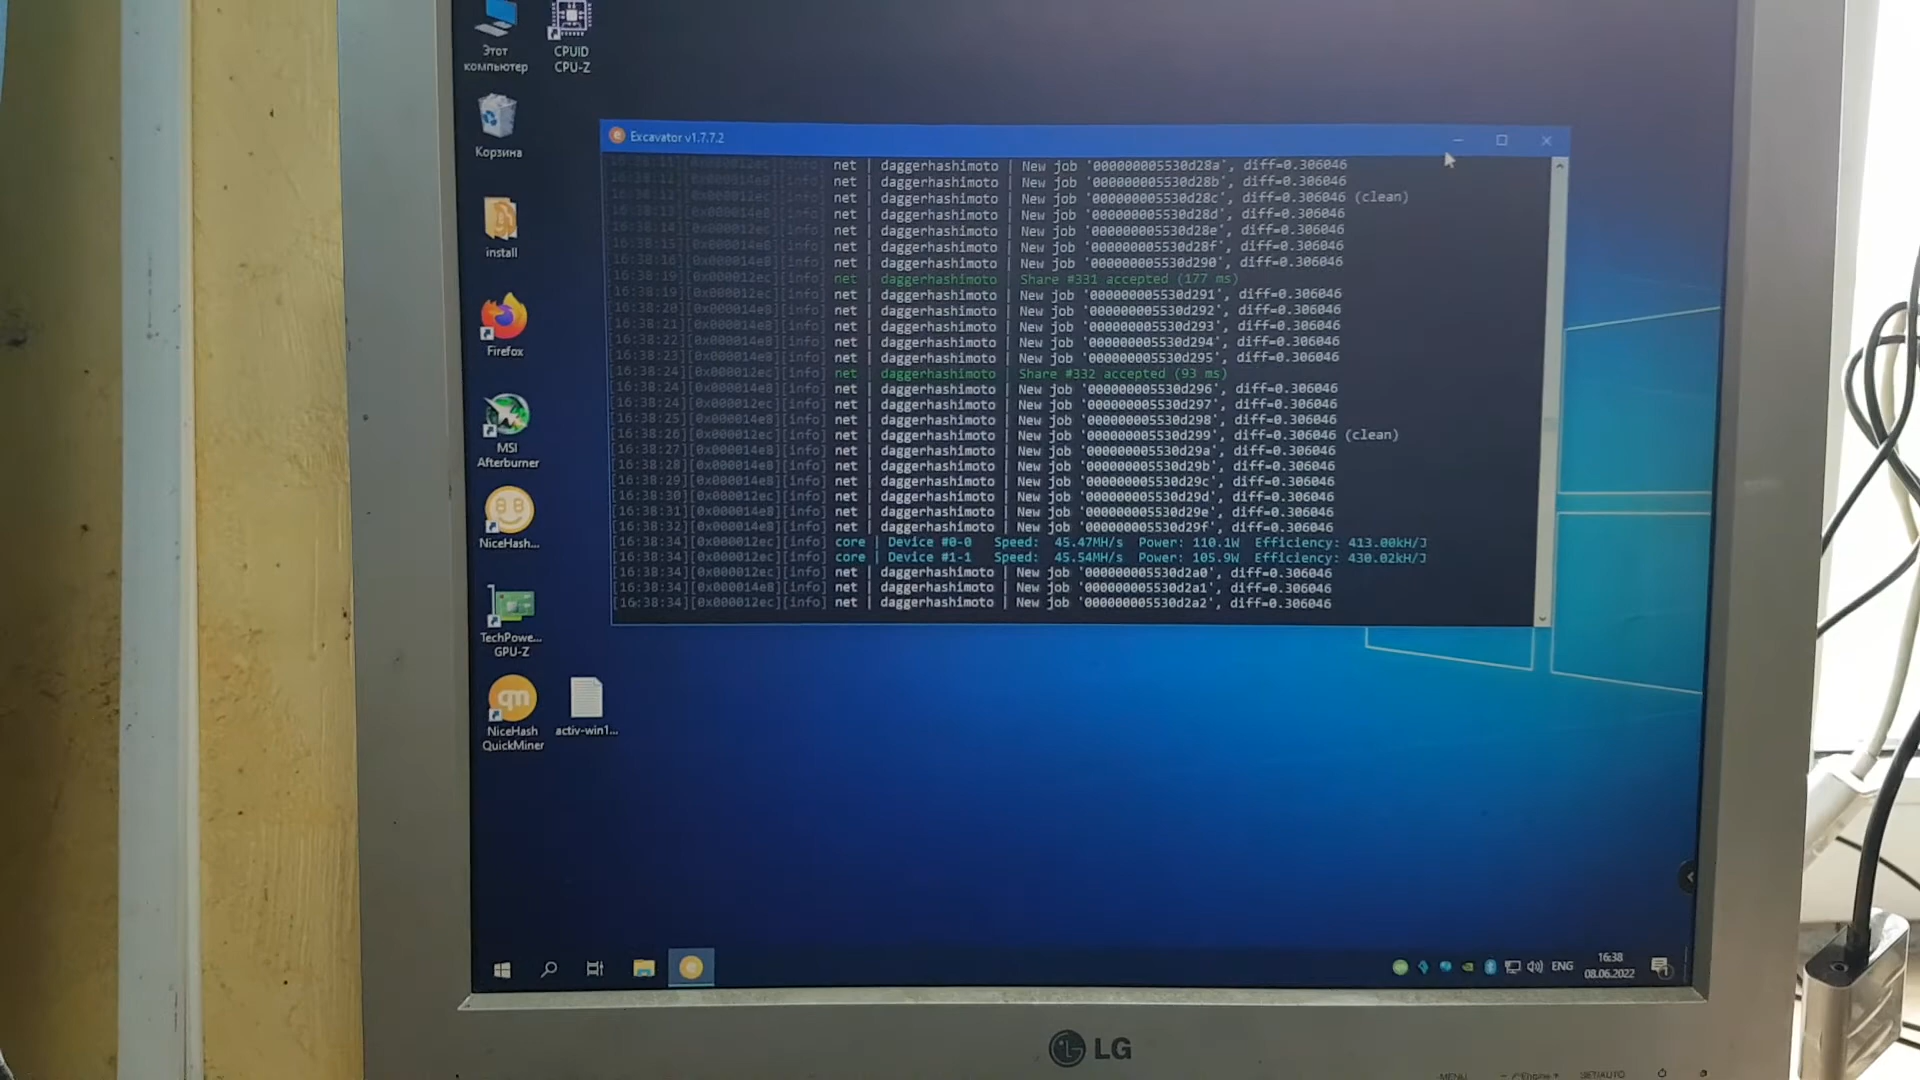 Этот
компьютер
CPUID
CPU-Z
Корзина
install
Firefox
MSI
Afterburner
NiceHash...
TechPowe...
GPU-Z
NiceHash
QuickMiner
activ-win1...
Excavator v1.7.7.2
net | daggerhashimoto | New job '000000005530d28a', diff=0.306046
net | daggerhashimoto | New job '000000005530d28b', diff=0.306046
net | daggerhashimoto | New job '000000005530d28c', diff=0.306046 (clean)
net | daggerhashimoto | New job '000000005530d28d', diff=0.306046
[16:38:14][0x000012ec][info] net | daggerhashimoto | New job '000000005530d28e', diff=0.306046
[16:38:15][0x000014e8][info] net | daggerhashimoto | New job '000000005530d28f', diff=0.306046
[16:38:16][0x000014e8][info] net | daggerhashimoto | New job '000000005530d290', diff=0.306046
[16:38:19][0x000012ec][info] net | daggerhashimoto | Share #331 accepted (177 ms)
[16:38:19][0x000012ec][info] net | daggerhashimoto | New job '000000005530d291', diff=0.306046
[16:38:20][0x000014e8][info] net | daggerhashimoto | New job '000000005530d292', diff=0.306046
[16:38:21][0x000012ec][info] net | daggerhashimoto | New job '000000005530d293', diff=0.306046
[16:38:22][0x000014e8][info] net | daggerhashimoto | New job '000000005530d294', diff=0.306046
[16:38:23][0x000014e8][info] net | daggerhashimoto | New job '000000005530d295', diff=0.306046
[16:38:24][0x000012ec][info] net | daggerhashimoto | Share #332 accepted (93 ms)
[16:38:24][0x000014e8][info] net | daggerhashimoto | New job '000000005530d296', diff=0.306046
[16:38:24][0x000012ec][info] net | daggerhashimoto | New job '000000005530d297', diff=0.306046
[16:38:25][0x000014e8][info] net | daggerhashimoto | New job '000000005530d298', diff=0.306046
[16:38:26][0x000012ec][info] net | daggerhashimoto | New job '000000005530d299', diff=0.306046 (clean)
[16:38:27][0x000014e8][info] net | daggerhashimoto | New job '000000005530d29a', diff=0.306046
[16:38:28][0x000014e8][info] net | daggerhashimoto | New job '000000005530d29b', diff=0.306046
[16:38:29][0x000014e8][info] net | daggerhashimoto | New job '000000005530d29c', diff=0.306046
[16:38:30][0x000012ec][info] net | daggerhashimoto | New job '000000005530d29d', diff=0.306046
[16:38:31][0x000014e8][info] net | daggerhashimoto | New job '000000005530d29e', diff=0.306046
[16:38:32][0x000014e8][info] net | daggerhashimoto | New job '000000005530d29f', diff=0.306046
[16:38:34][0x000012ec][info] core | Device #0-0 Speed: 45.47MH/s Power: 110.1W Efficiency: 413.00kH/J
[16:38:34][0x000012ec][info] core | Device #1-1 Speed: 45.54MH/s Power: 105.9W Efficiency: 430.02kH/J
[16:38:34][0x000012ec][info] net | daggerhashimoto | New job '000000005530d2a0', diff=0.306046
[16:38:34][0x000014e8][info] net | daggerhashimoto | New job '000000005530d2a1', diff=0.306046
[16:38:34][0x000012ec][info] net | daggerhashimoto | New job '000000005530d2a2', diff=0.306046
ENG
16:38
08.06.2022
LG
MENU